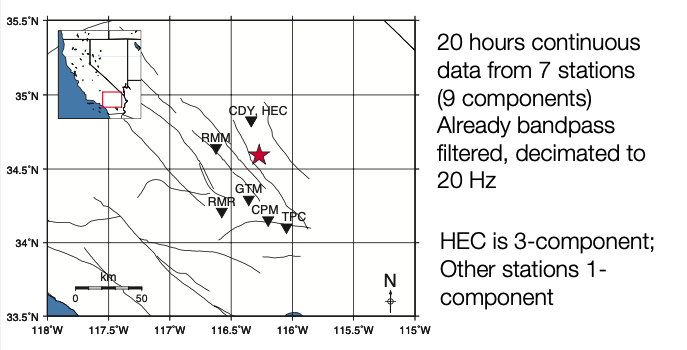 35.5°N
35°N
34.5°N
34°N
33.5°N
118°W
117.5°W
117°W
116.5°W
116°W
115.5°W
115°W
CDY, HEC
RMM
GTM
RMR
CPM
TPC
km
0
50
N
20 hours continuous
data from 7 stations
(9 components)
Already bandpass
filtered, decimated to
20 Hz
HEC is 3-component;
Other stations 1-
component